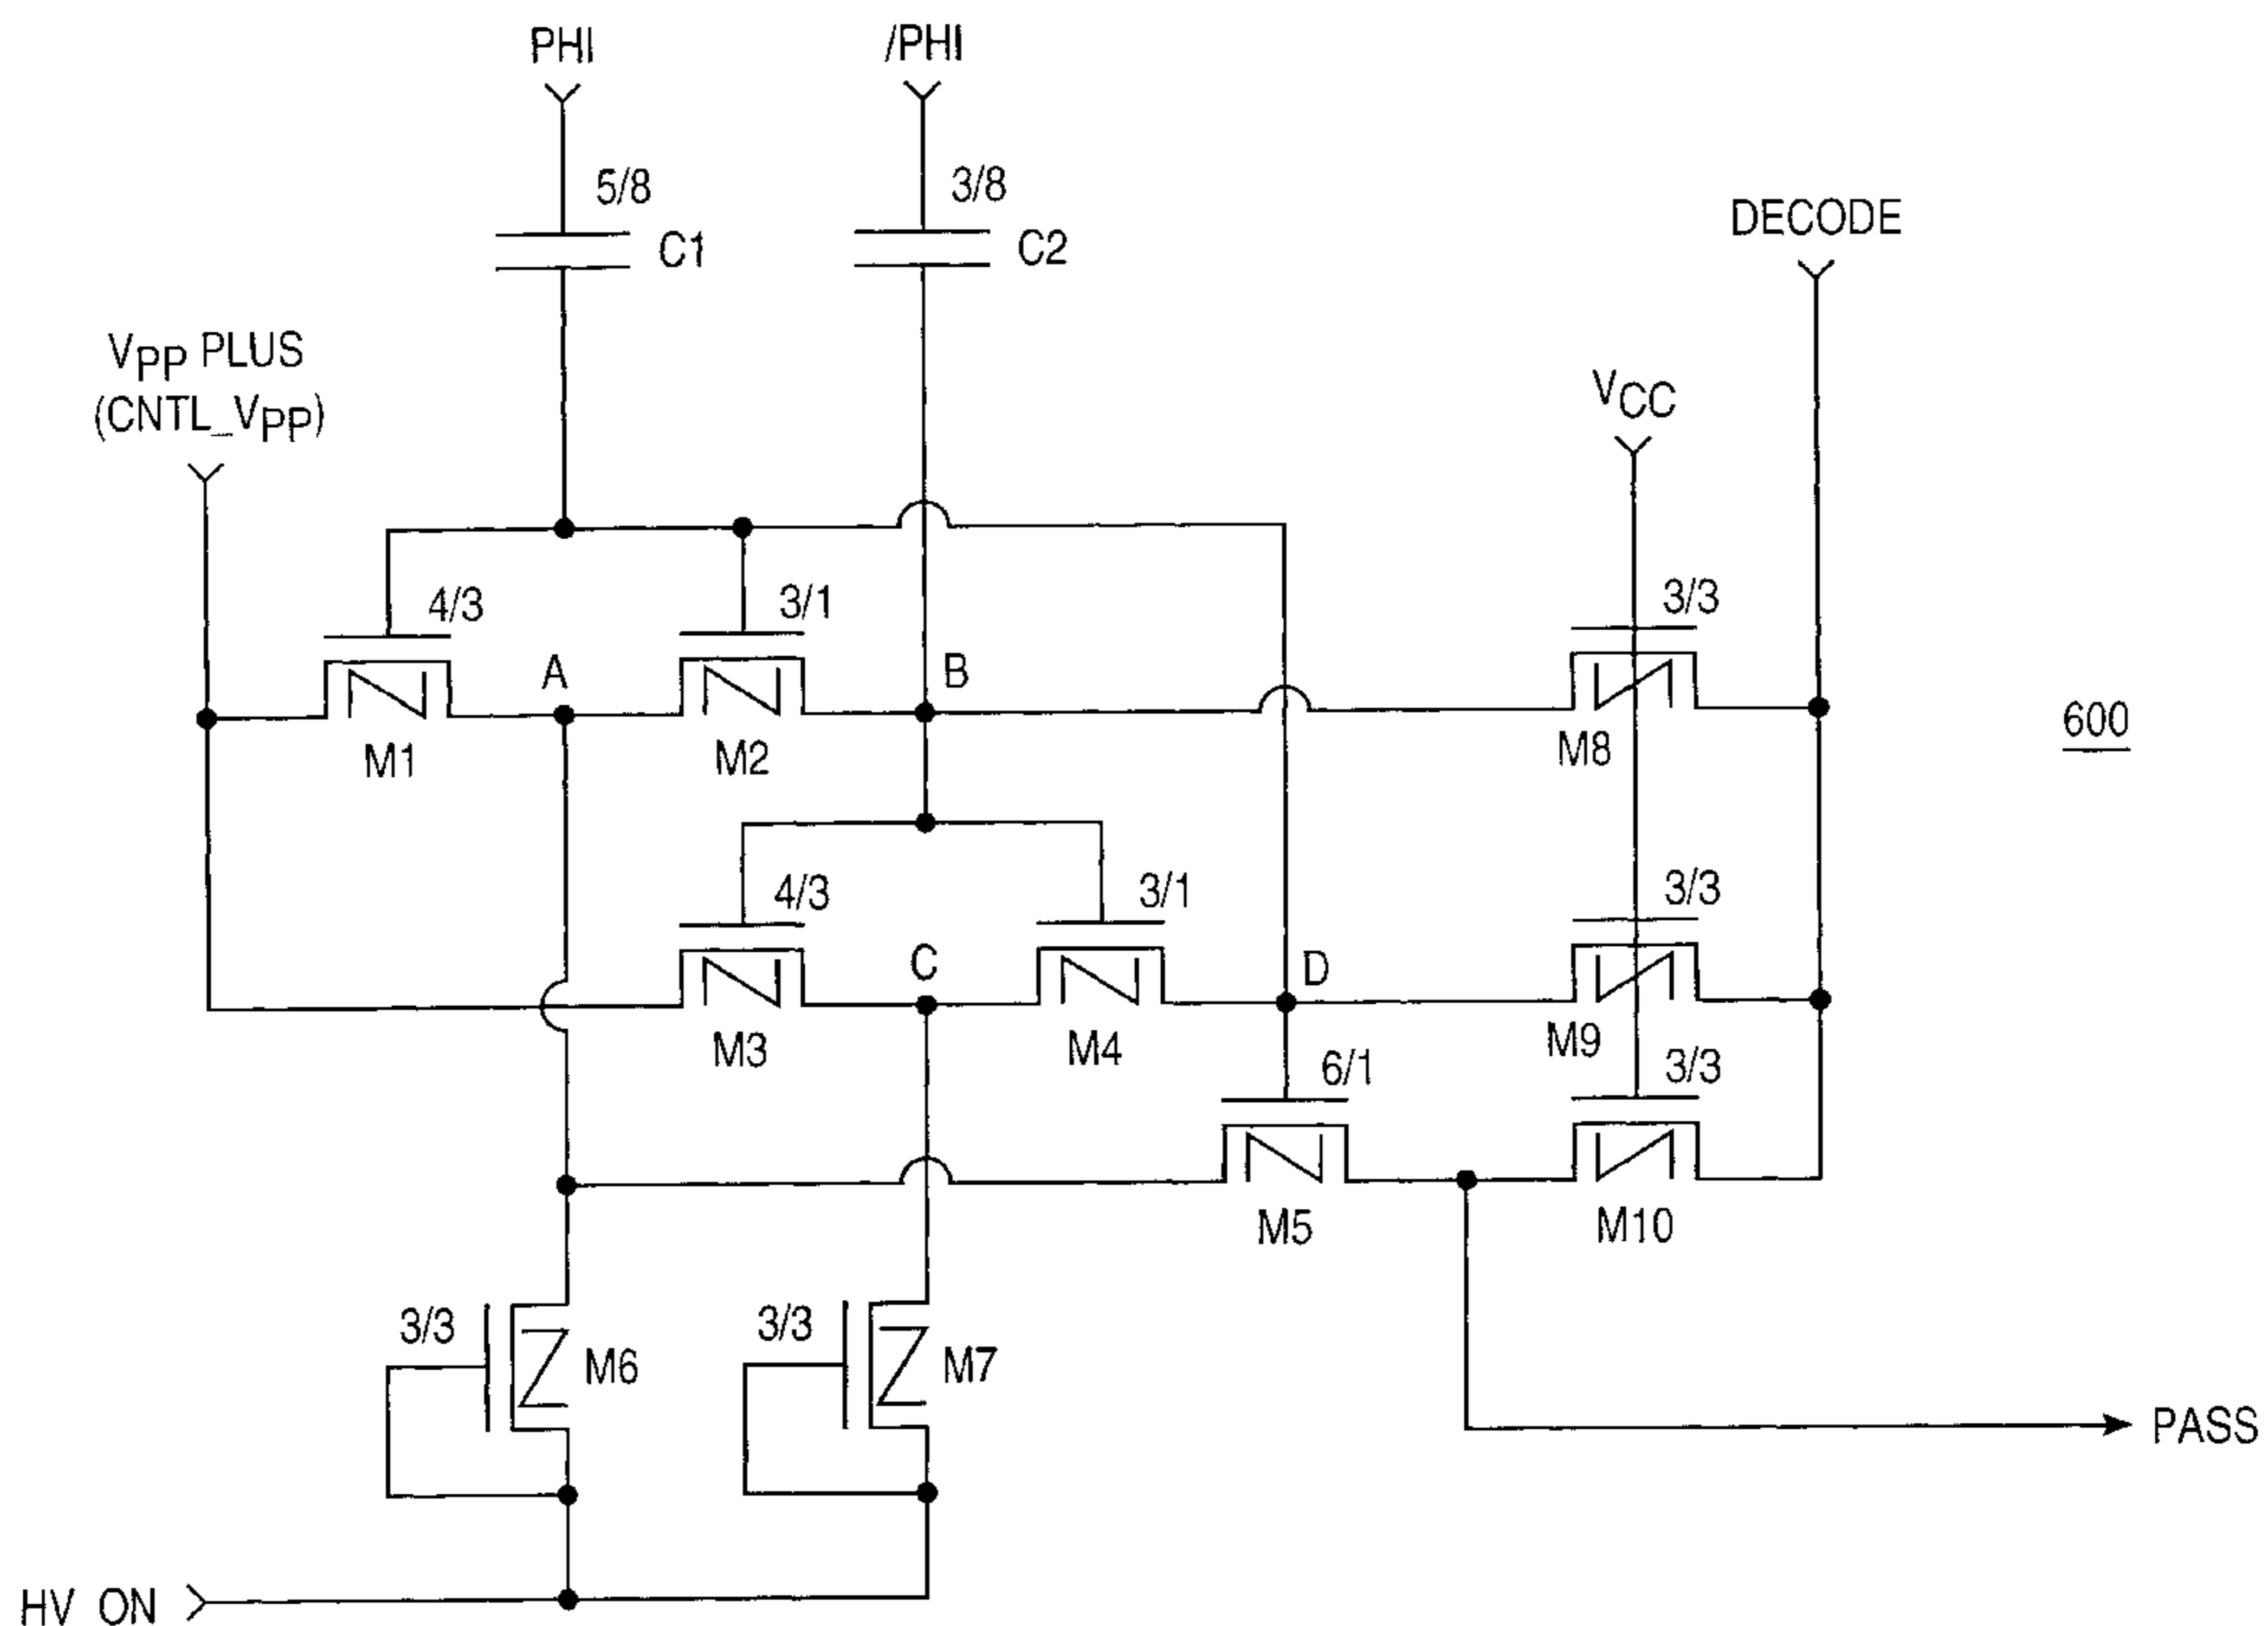 PHI
/PHI
5/8
C1
3/8
C2
DECODE
VPP PLUS
(CNTL_VPP)
VCC
4/3
M1
A
3/1
M2
B
3/3
M8
600
4/3
M3
C
3/1
M4
D
3/3
M9
6/1
M5
3/3
M10
3/3
M6
3/3
M7
PASS
HV ON